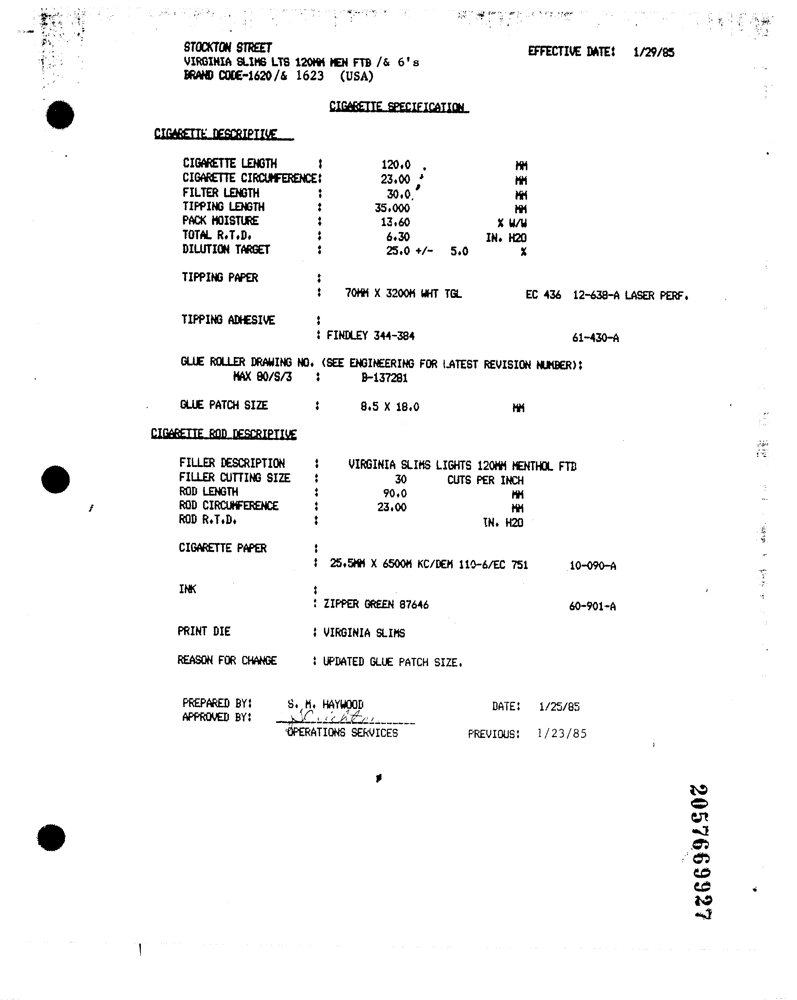 STOCKTON STREET EFFECTIVE DATE: 1/29/85
VIRGINIA SLIMS LTS 120MM MEN FTB /& 6's
BRAND CODE-1620/& 1623 (USA)
CIGARETTE SPECIFICATION
CIGARETTE DESCRIPTIVE
CIGARETTE LENGTH : 120.0 MM
CIGARETTE CIRCUMFERENCE: 23.00 MM
FILTER LENGTH : 30.0 MM
TIPPING LENGTH : 35.000 MM
PACK MOISTURE : 13.60 % W/W
TOTAL R.T.D. : 6.30 IN. H2O
DILUTION TARGET : 25.0 +/- 5.0 %
TIPPING PAPER :
: 70MM X 3200M WHT TGL EC 436 12-638-A LASER PERF.
TIPPING ADHESIVE :
: FINDLEY 344-384 61-430-A
GLUE ROLLER DRAWING NO. (SEE ENGINEERING FOR LATEST REVISION NUMBER):
MAX 80/S/3 : B-137281
GLUE PATCH SIZE : 8.5 X 18.0 MM
CIGARETTE ROD DESCRIPTIVE
FILLER DESCRIPTION : VIRGINIA SLIMS LIGHTS 120MM MENTHOL FTB
FILLER CUTTING SIZE : 30 CUTS PER INCH
ROD LENGTH : 90.0 MM
ROD CIRCUMFERENCE : 23.00 MM
ROD R.T.D. : IN. H2O
CIGARETTE PAPER :
: 25.5MM X 6500M KC/DEM 110-6/EC 751 10-090-A
INK :
: ZIPPER GREEN 87646 60-901-A
PRINT DIE : VIRGINIA SLIMS
REASON FOR CHANGE : UPDATED GLUE PATCH SIZE.
PREPARED BY: S. M. HAYWOOD DATE: 1/25/85
APPROVED BY:
OPERATIONS SERVICES PREVIOUS: 1/23/85
2057669927